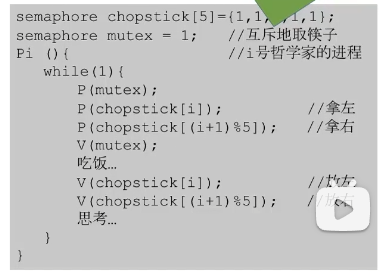 semaphore chopstick[5]={1,1, ,1,1};
semaphore mutex = 1; //互斥地取筷子
Pi (){ //i号哲学家的进程
while(1){
P(mutex);
P(chopstick[i]); //拿左
P(chopstick[(i+1)%5]); //拿右
V(mutex);
吃饭…
V(chopstick[i]); //放左
V(chopstick[(i+1)%5]); //放右
思考…
}
}